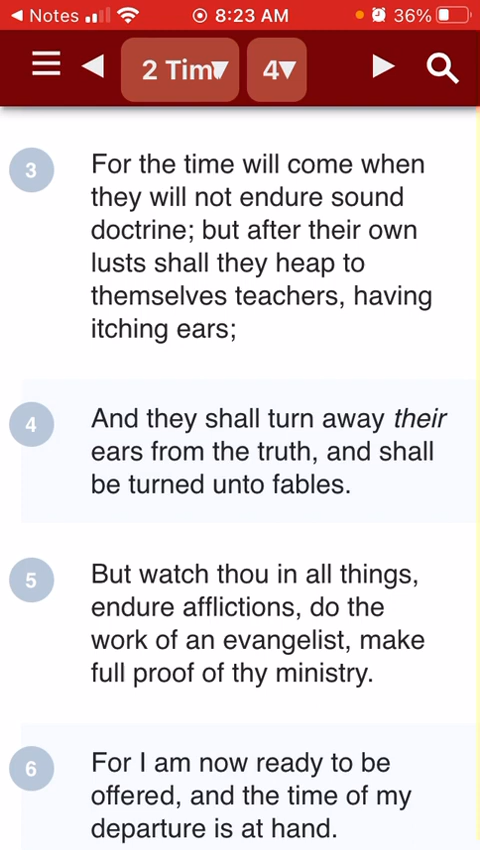 Notes 8:23 AM 36%
2 Tim 4
3 For the time will come when
they will not endure sound
doctrine; but after their own
lusts shall they heap to
themselves teachers, having
itching ears;
4 And they shall turn away their
ears from the truth, and shall
be turned unto fables.
5 But watch thou in all things,
endure afflictions, do the
work of an evangelist, make
full proof of thy ministry.
6 For I am now ready to be
offered, and the time of my
departure is at hand.